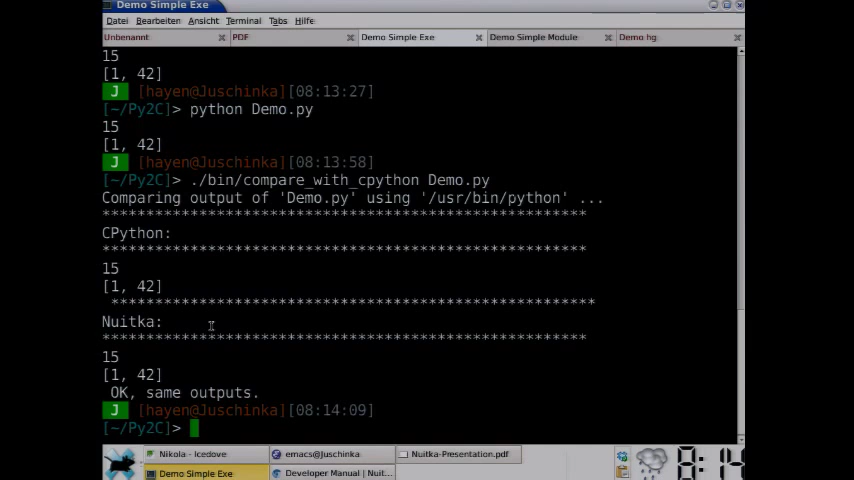 Demo Simple Exe
Datei Bearbeiten Ansicht Terminal Tabs Hilfe
Unbenannt PDF Demo Simple Exe Demo Simple Module Demo hg
15
[1, 42]
J [hayen@Juschinka][08:13:27]
[~/Py2C]> python Demo.py
15
[1, 42]
J [hayen@Juschinka][08:13:58]
[~/Py2C]> ./bin/compare_with_cpython Demo.py
Comparing output of 'Demo.py' using '/usr/bin/python' ...
*******************************************************
CPython:
*******************************************************
15
[1, 42]
*******************************************************
Nuitka:
*******************************************************
15
[1, 42]
OK, same outputs.
J [hayen@Juschinka][08:14:09]
[~/Py2C]>
Nikola - Icedove emacs@Juschinka Nuitka-Presentation.pdf
Demo Simple Exe Developer Manual | Nuit...
8:14